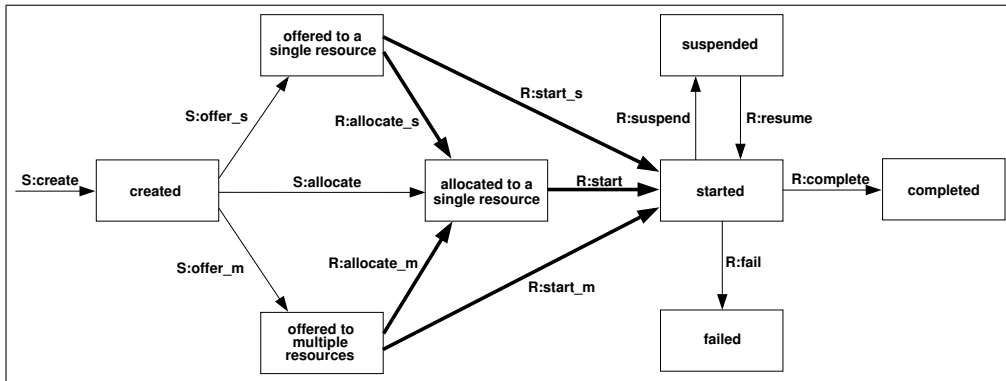 offered to a
single resource
suspended
R:start_s
S:offer_s
R:allocate_s
R:suspend
R:resume
S:create
created
S:allocate
allocated to a
single resource
R:start
started
R:complete
completed
S:offer_m
R:allocate_m
R:start_m
R:fail
offered to
multiple
resources
failed